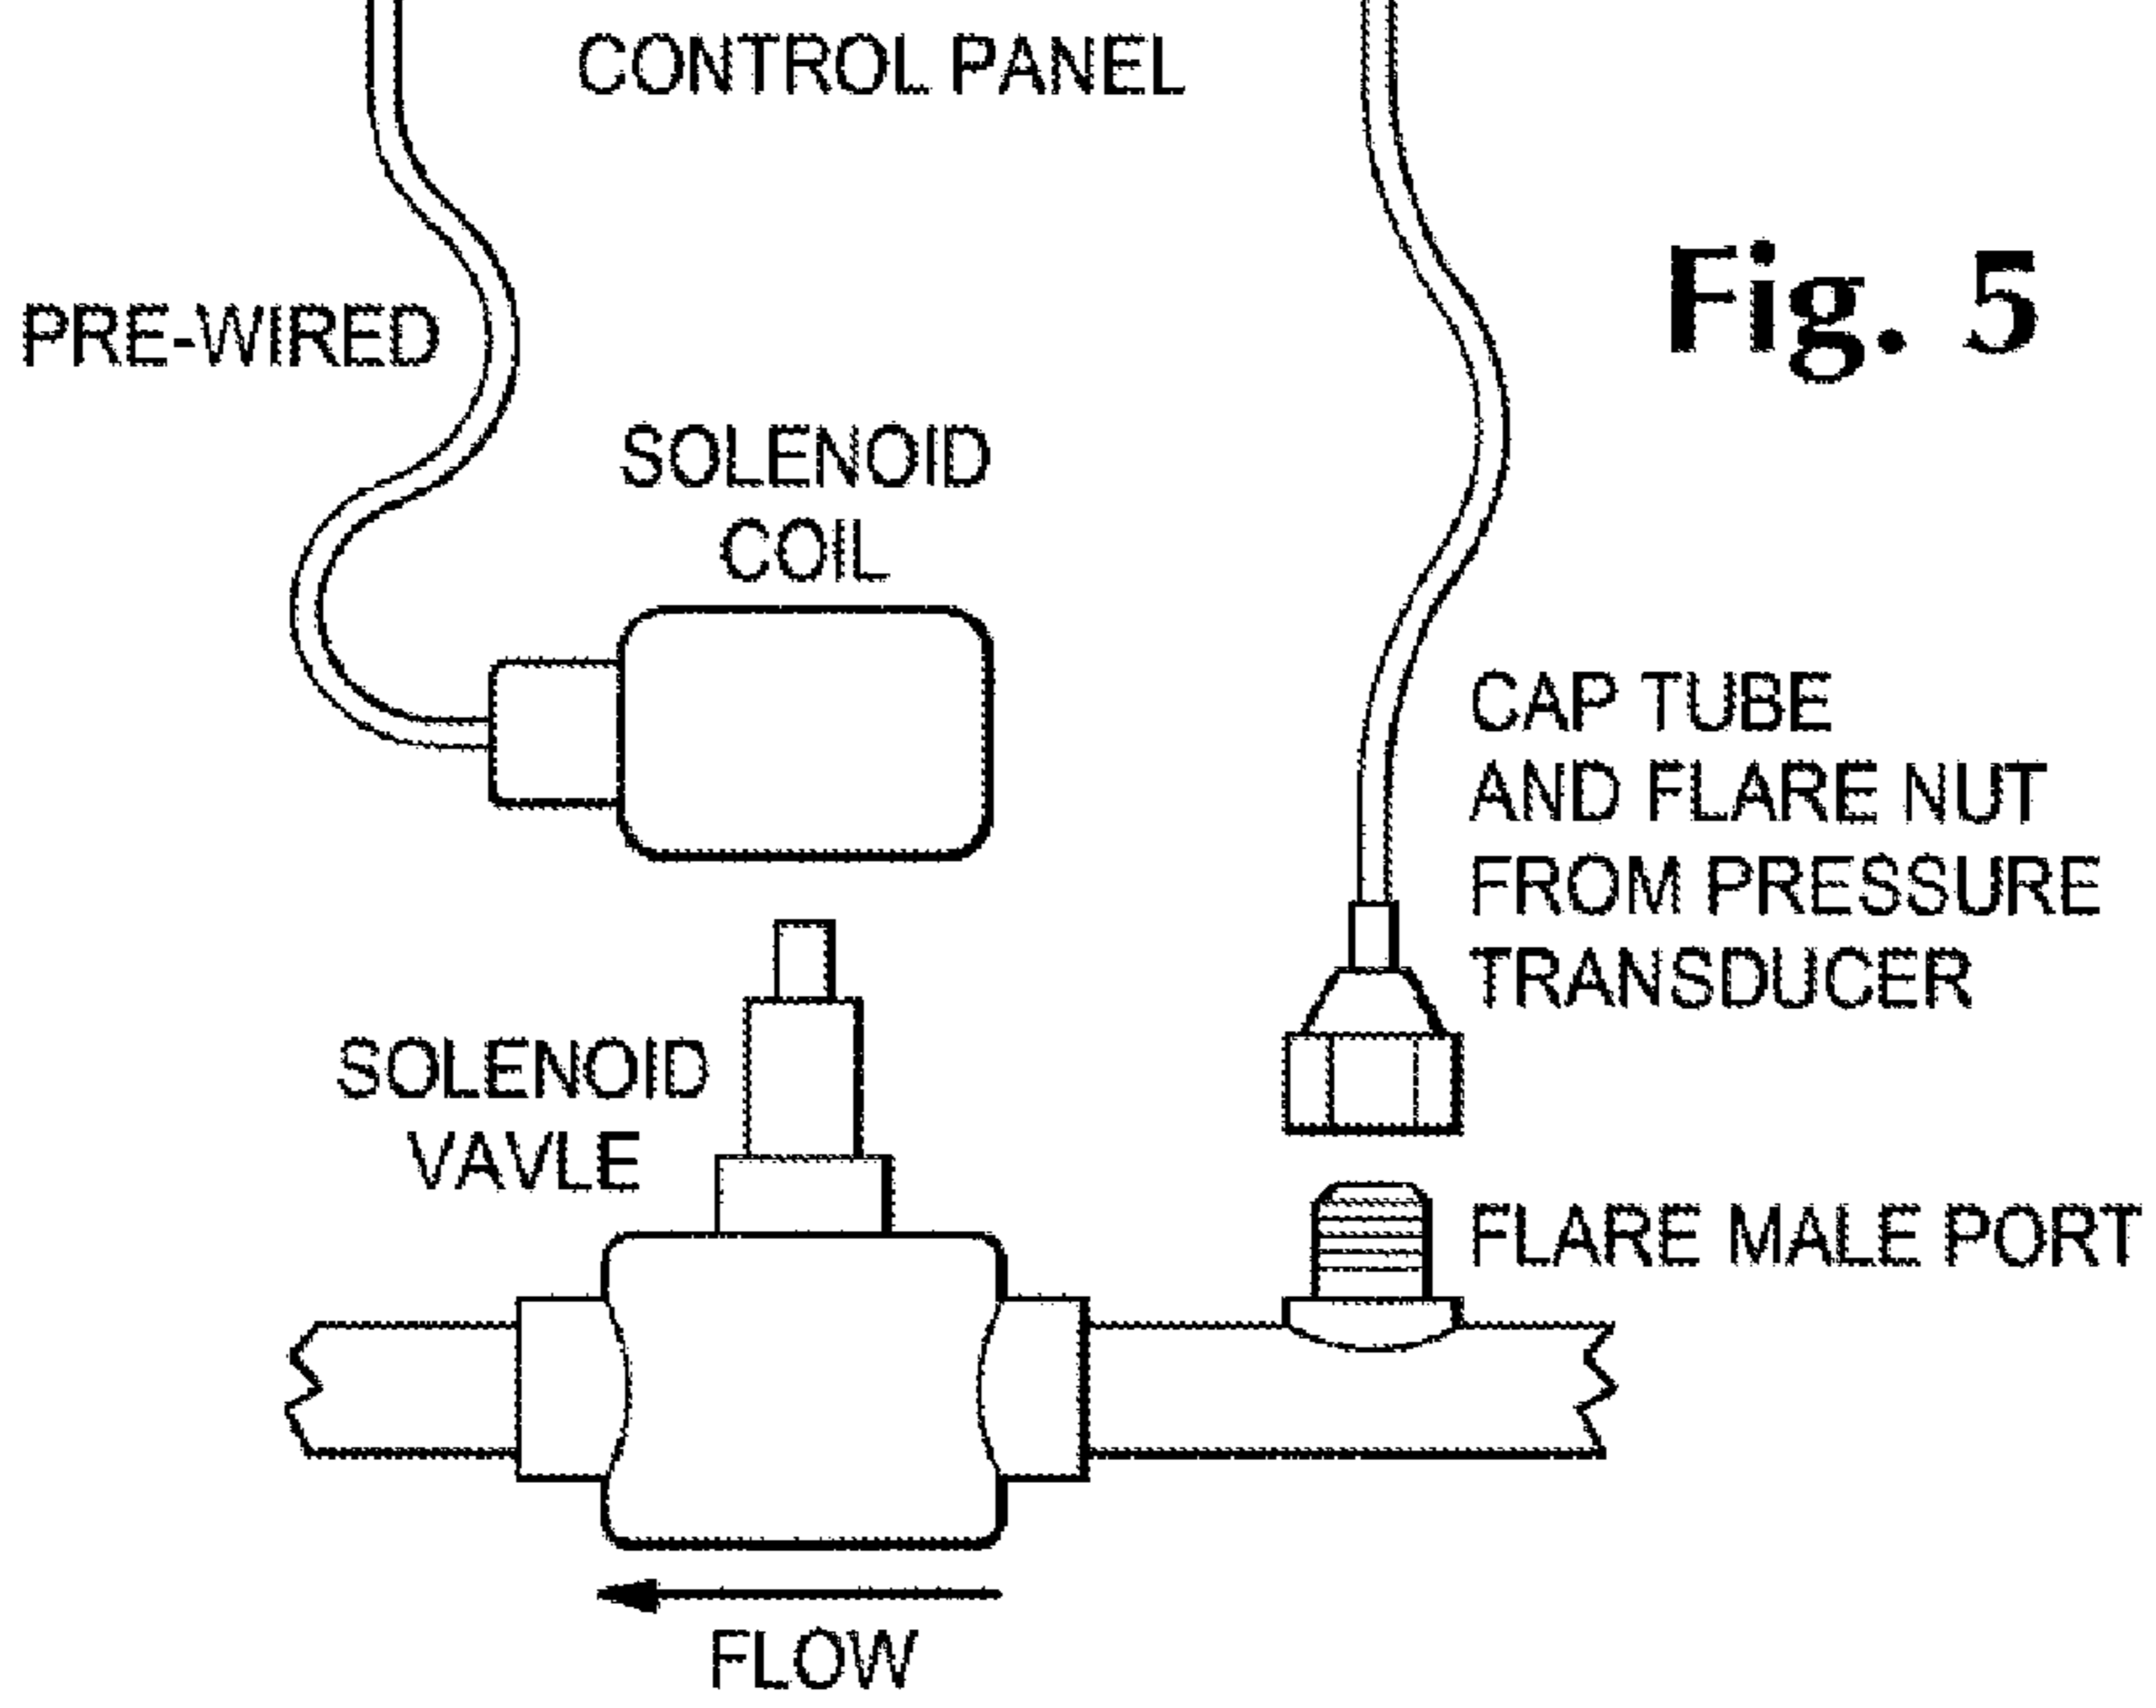 CONTROL PANEL
Fig. 5
PRE-WIRED
SOLENOID
COIL
CAP TUBE
AND FLARE NUT
FROM PRESSURE
TRANSDUCER
SOLENOID
VAVLE
FLARE MALE PORT
FLOW